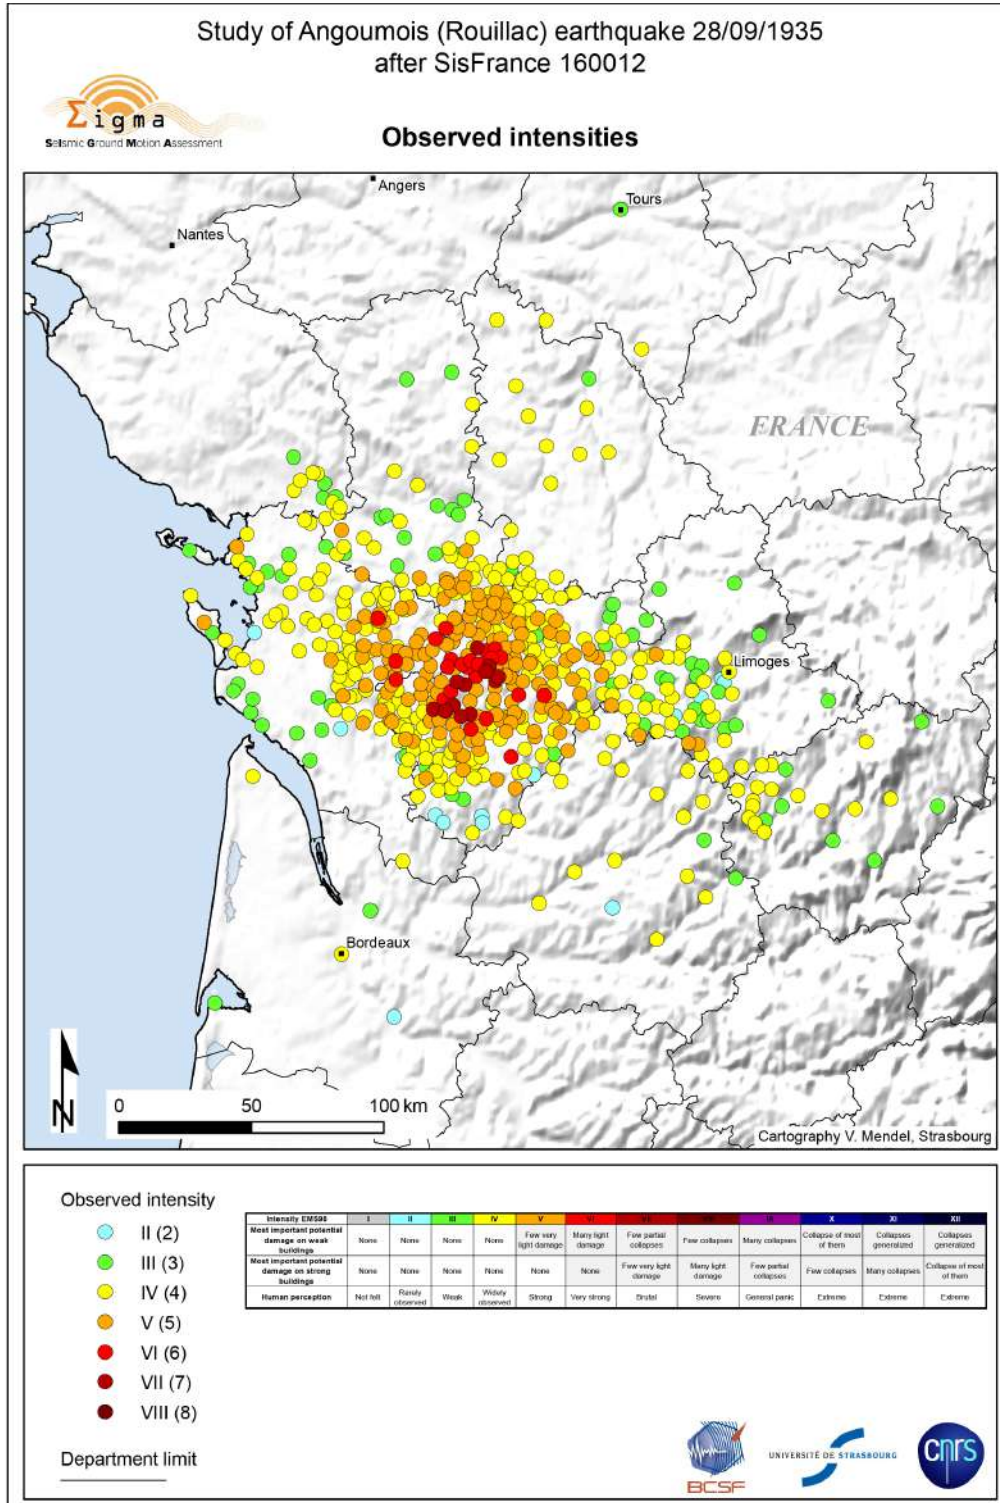 Study of Angoumois (Rouillac) earthquake 28/09/1935
after SisFrance 160012
Σigma
Seismic Ground Motion Assessment
Observed intensities
Angers
Tours
Nantes
FRANCE
Limoges
Bordeaux
N
0 50 100 km
Cartography V. Mendel, Strasbourg
Observed intensity
II (2)
III (3)
IV (4)
V (5)
VI (6)
VII (7)
VIII (8)
Department limit
Intensity EMS98 I II III IV V VI VII VIII IX X XI XII
Most important potential damage on weak buildings None None None None Few very light damage Many light damage Few partial collapses Few collapses Many collapses Collapse of most of them Collapses generalized Collapses generalized
Most important potential damage on strong buildings None None None None None None Few very light damage Many light damage Few partial collapses Few collapses Many collapses Collapse of most of them
Human perception Not felt Rarely observed Weak Widely observed Strong Very strong Brutal Severe General panic Extreme Extreme Extreme
BCSF
UNIVERSITÉ DE STRASBOURG
cnrs